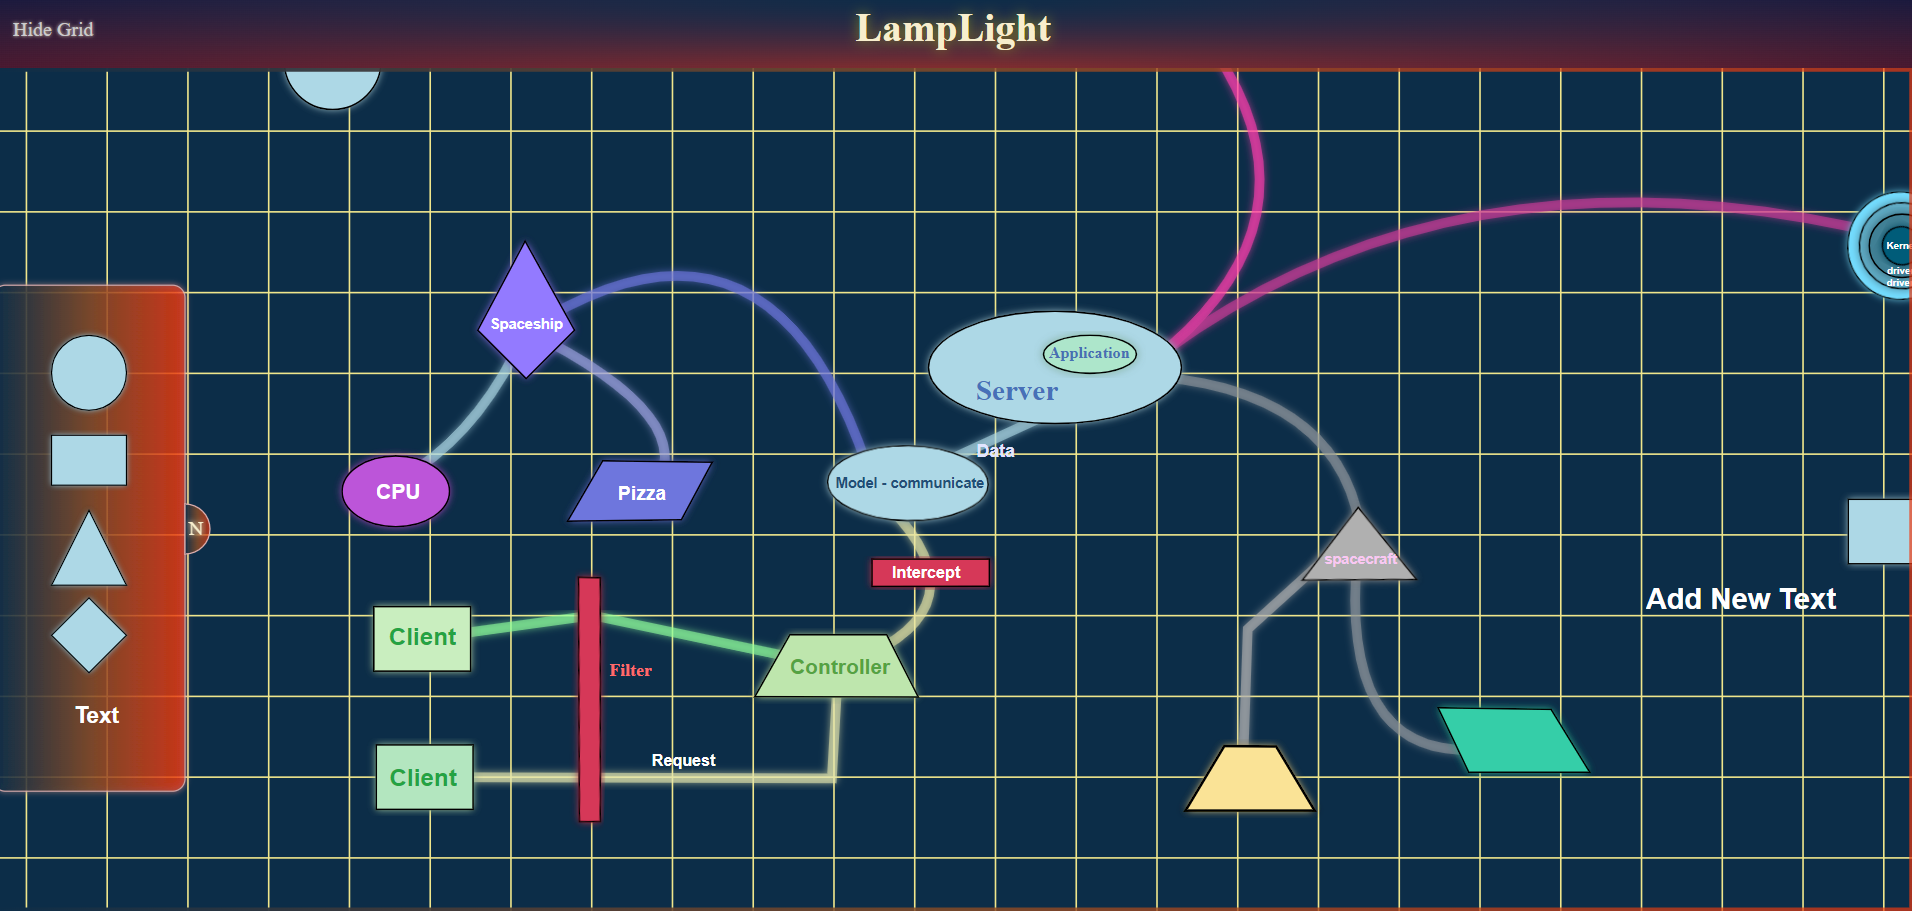 Hide Grid
LampLight
Spaceship
Application
Server
CPU
Pizza
Data
Model - communicate
N
Intercept
spacecraft
Add New Text
Client
Controller
Filter
Text
Request
Client